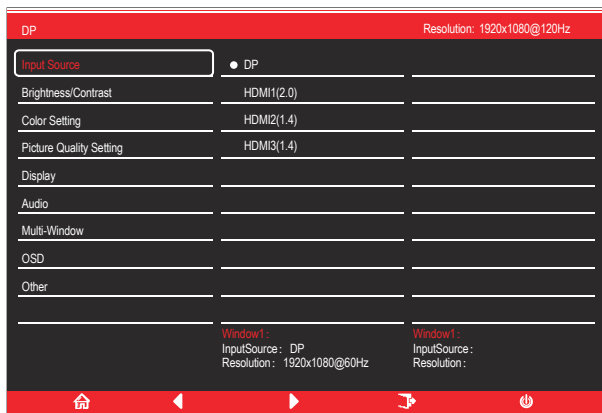 DP Resolution: 1920x1080@120Hz
Input Source DP
Brightness/Contrast HDMI1(2.0)
Color Setting HDMI2(1.4)
Picture Quality Setting HDMI3(1.4)
Display
Audio
Multi-Window
OSD
Other
Window1 : Window1 :
InputSource : DP InputSource :
Resolution : 1920x1080@60Hz Resolution :